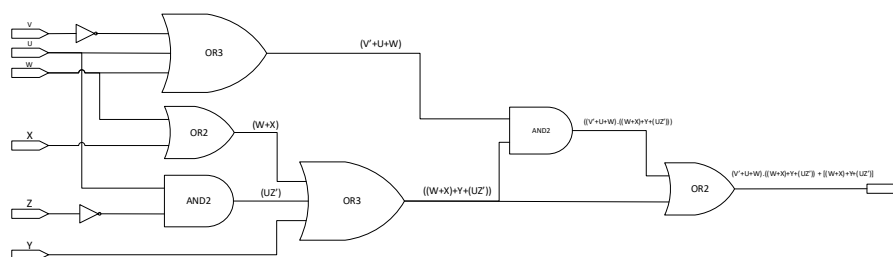 V
U
W
OR3
(V'+U+W)
X
OR2
(W+X)
AND2
((V'+U+W).((W+X)+Y+(UZ')))
Z
AND2
(UZ')
OR3
((W+X)+Y+(UZ'))
OR2
(V'+U+W).((W+X)+Y+(UZ')) + [(W+X)+Y+(UZ')]
Y